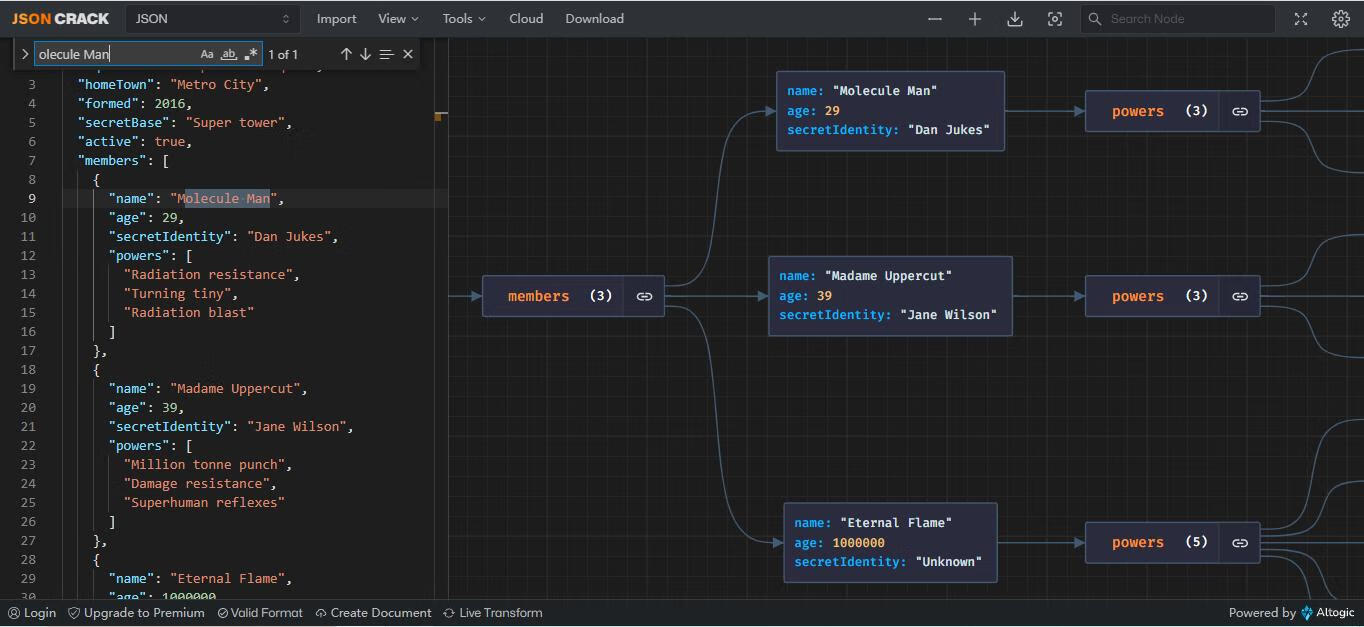 JSON CRACK JSON Import View Tools Cloud Download Search Node
olecule Man Aa ab .* 1 of 1
3 "homeTown": "Metro City",
4 "formed": 2016,
5 "secretBase": "Super tower",
6 "active": true,
7 "members": [
8 {
9 "name": "Molecule Man",
10 "age": 29,
11 "secretIdentity": "Dan Jukes",
12 "powers": [
13 "Radiation resistance",
14 "Turning tiny",
15 "Radiation blast"
16 ]
17 },
18 {
19 "name": "Madame Uppercut",
20 "age": 39,
21 "secretIdentity": "Jane Wilson",
22 "powers": [
23 "Million tonne punch",
24 "Damage resistance",
25 "Superhuman reflexes"
26 ]
27 },
28 {
29 "name": "Eternal Flame",
30 "age": 1000000
members (3)
name: "Molecule Man"
age: 29
secretIdentity: "Dan Jukes"
powers (3)
name: "Madame Uppercut"
age: 39
secretIdentity: "Jane Wilson"
powers (3)
name: "Eternal Flame"
age: 1000000
secretIdentity: "Unknown"
powers (5)
Login Upgrade to Premium Valid Format Create Document Live Transform Powered by Altogic